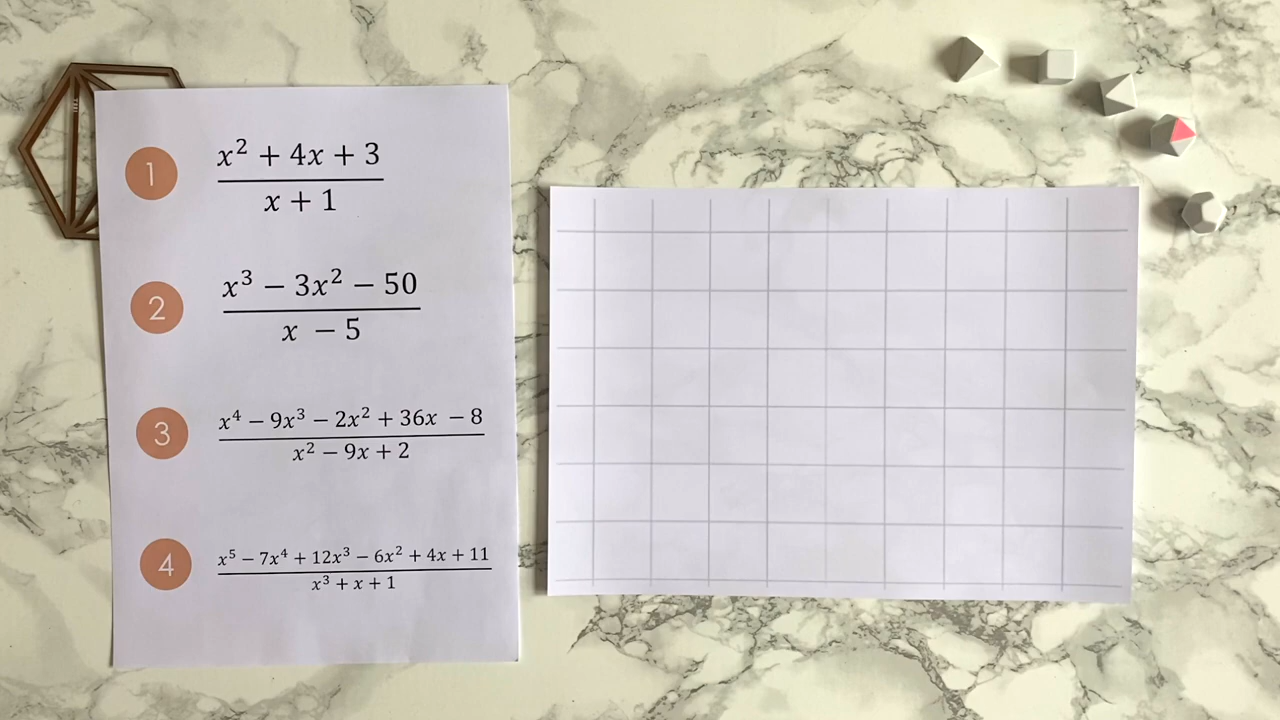 1
x² + 4x + 3
x + 1
2
x³ − 3x² − 50
x − 5
3
x⁴ − 9x³ − 2x² + 36x − 8
x² − 9x + 2
4
x⁵ − 7x⁴ + 12x³ − 6x² + 4x + 11
x³ + x + 1